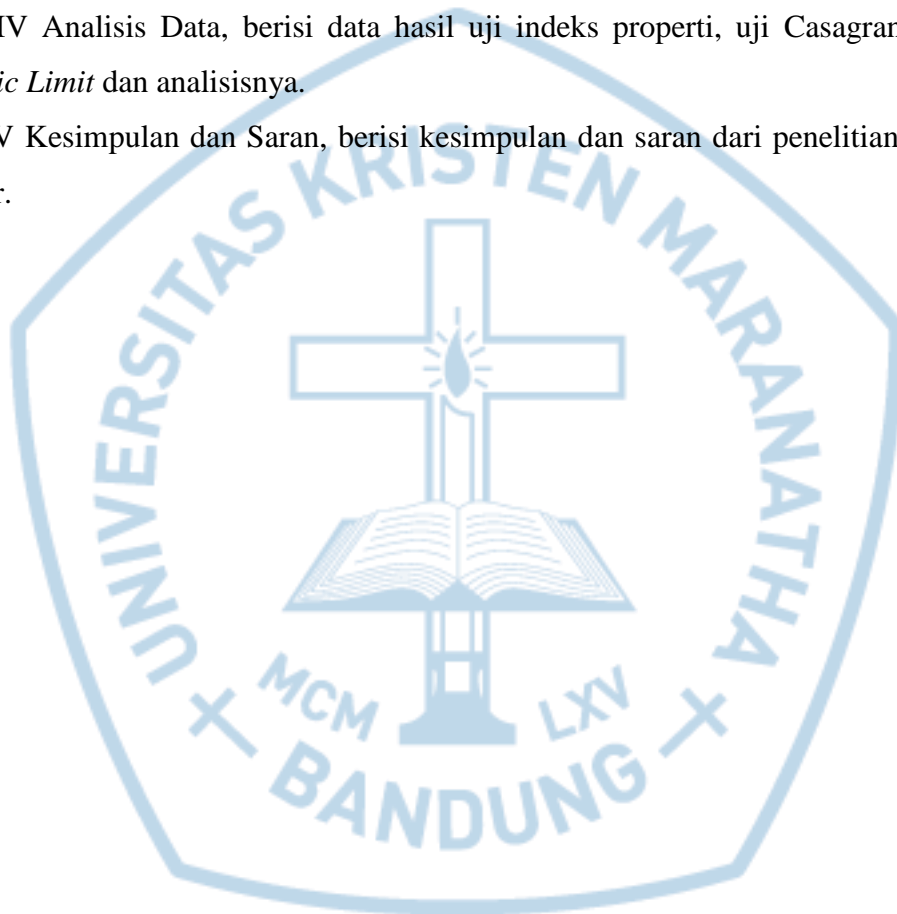 IV Analisis Data, berisi data hasil uji indeks properti, uji Casagran
ic Limit dan analisisnya.
V Kesimpulan dan Saran, berisi kesimpulan dan saran dari penelitian
r.
UNIVERSITAS KRISTEN MARANATHA
MCM LXV
BANDUNG